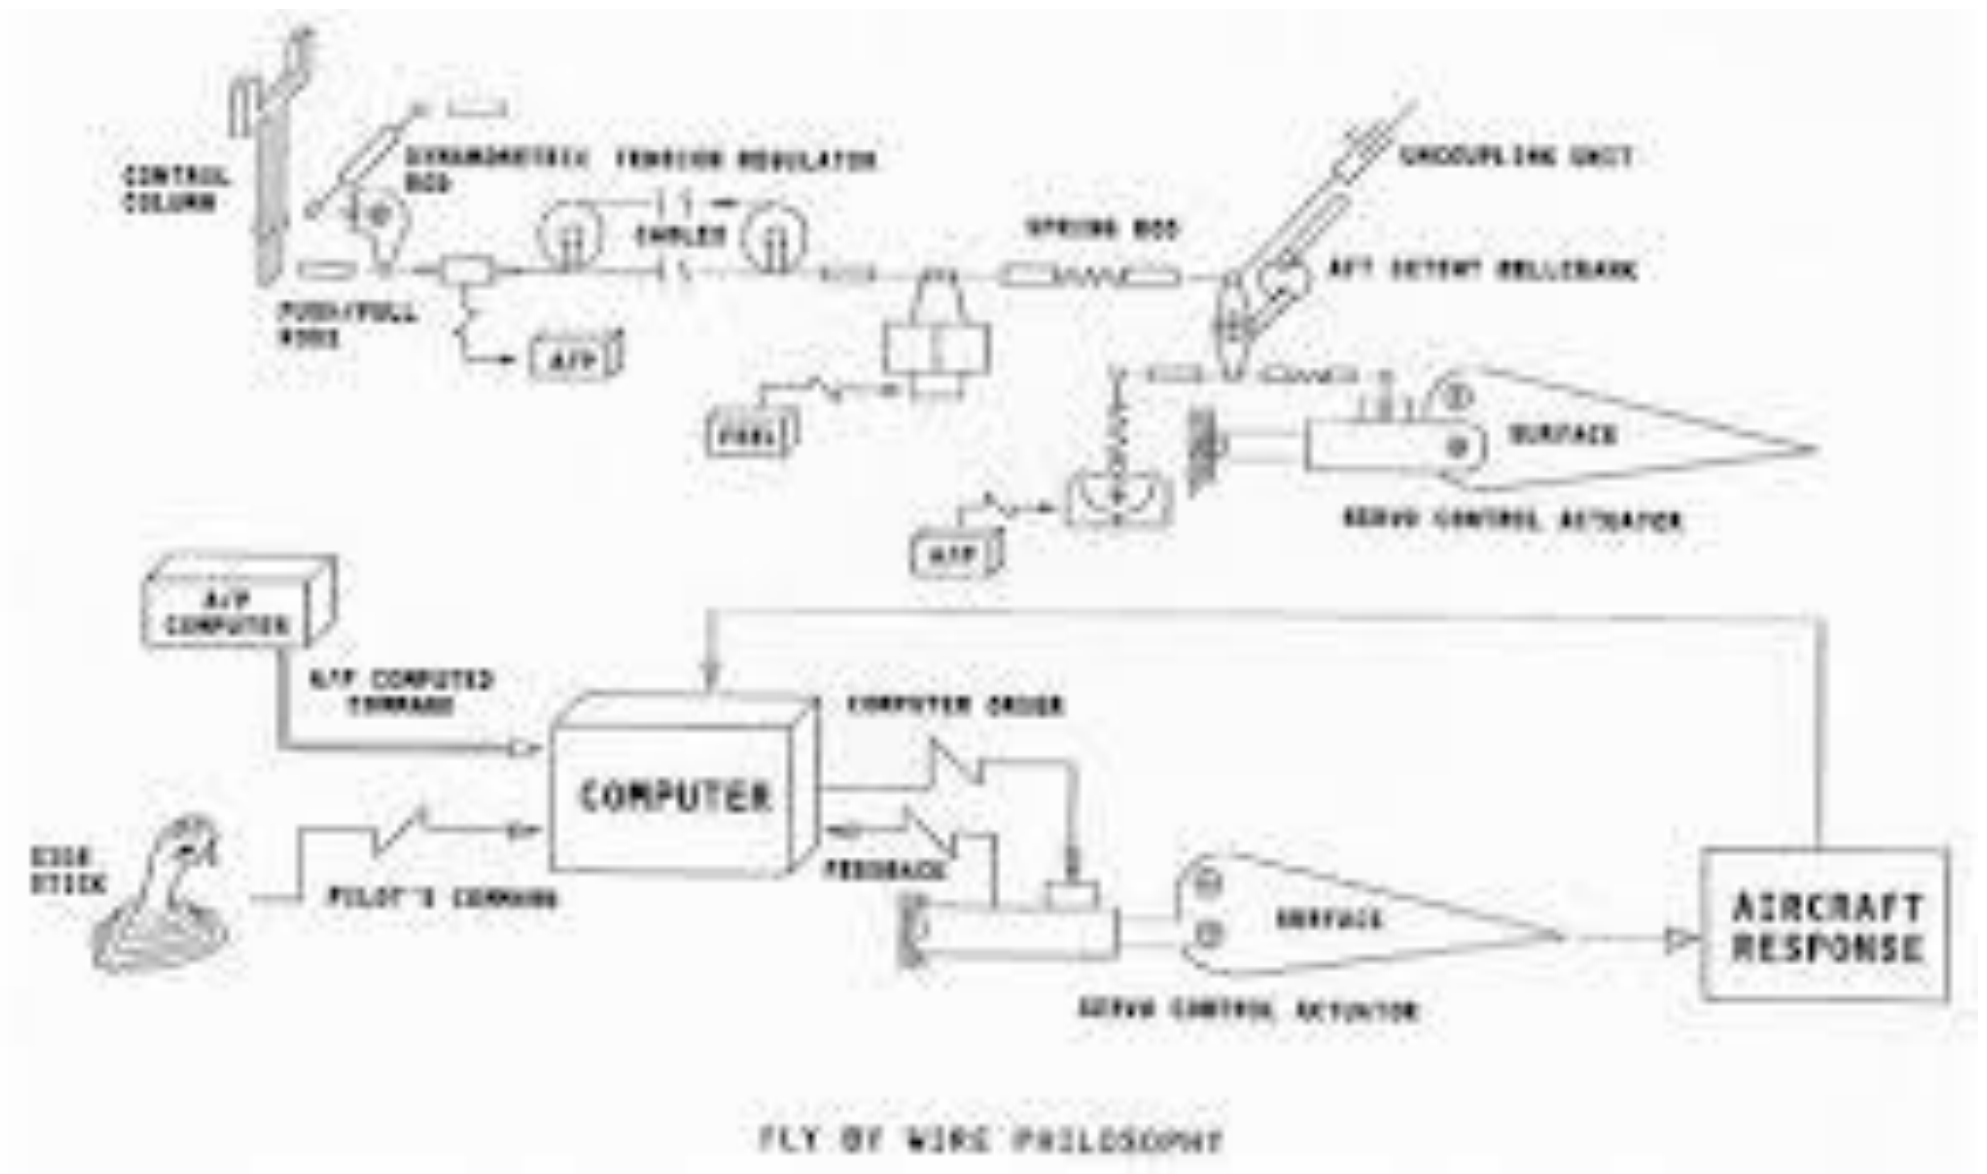 CONTROL
COLUMN
DYNAMOMETRIC
ROD
TENSION REGULATOR
CABLES
PUSH/PULL
RODS
A/P
FEEL
SPRING ROD
UNCOUPLING UNIT
AFT DETENT BELLCRANK
SURFACE
SERVO CONTROL ACTUATOR
A/P
A/P
COMPUTER
A/P COMPUTED
COMMAND
COMPUTER
COMPUTER ORDER
FEEDBACK
SIDE
STICK
PILOT'S COMMAND
SURFACE
SERVO CONTROL ACTUATOR
AIRCRAFT
RESPONSE
FLY BY WIRE PHILOSOPHY